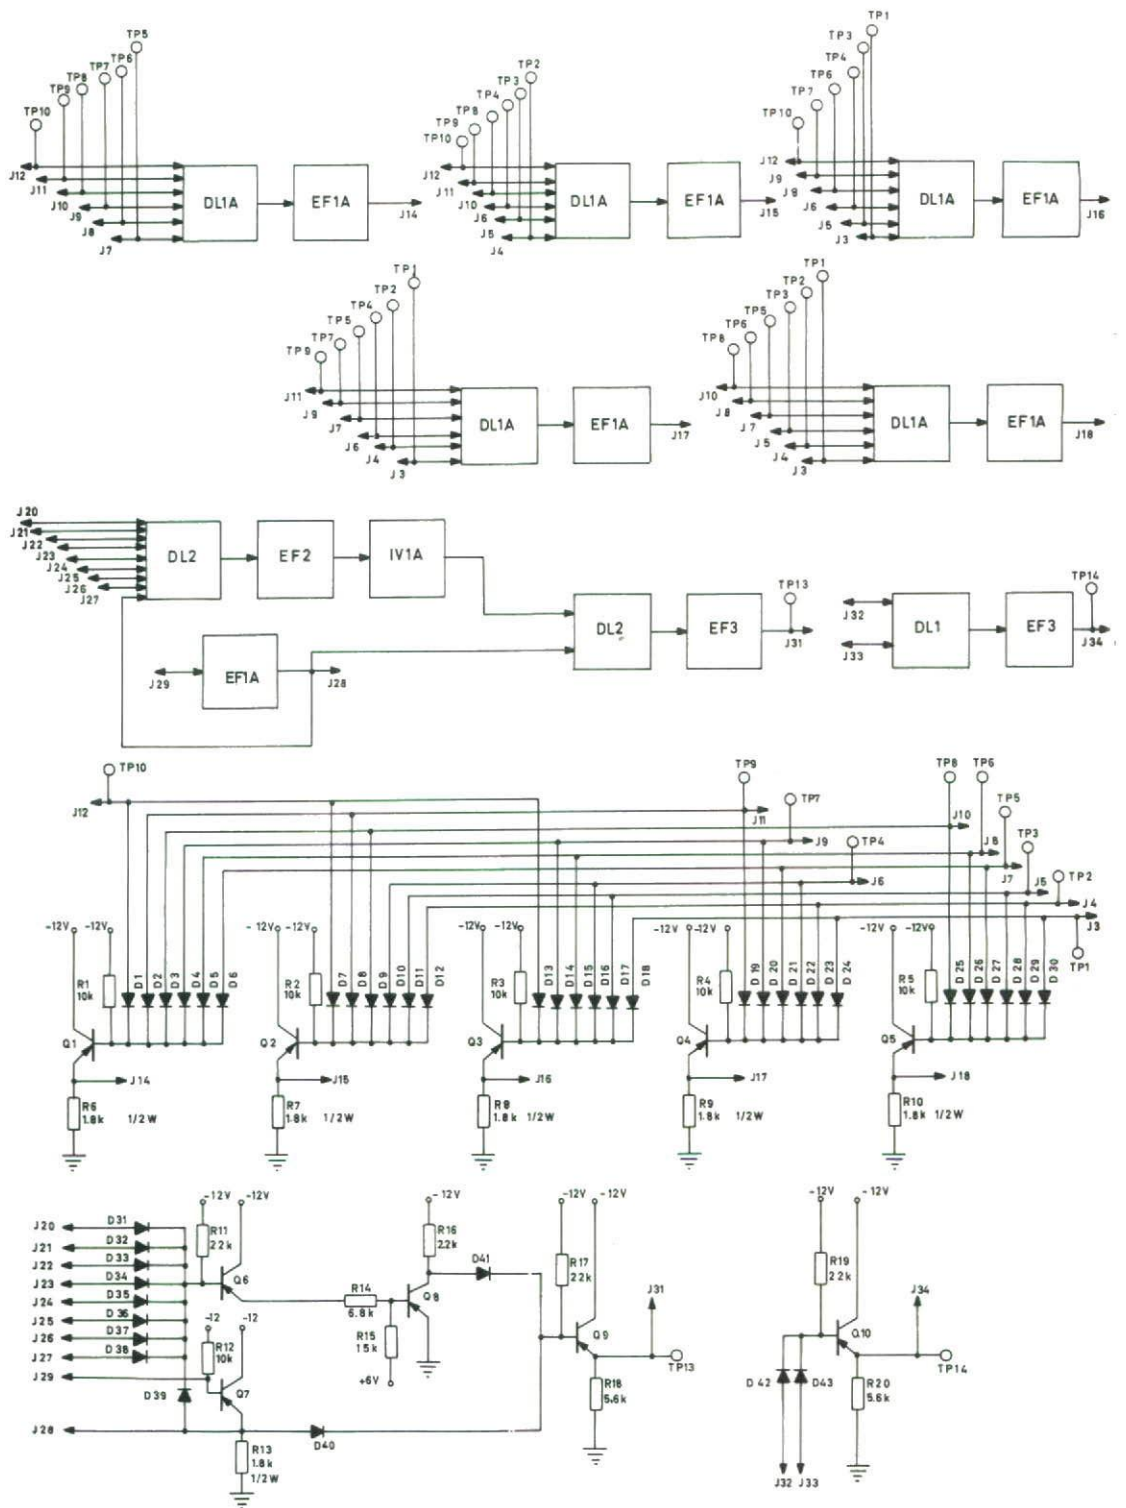 TP5
TP6
TP7
TP8
TP9
TP10
J12
J11
J10
J9
J8
J7
DL1A
EF1A
J14
TP2
TP3
TP4
TP8
TP9
TP10
J12
J11
J10
J6
J5
J4
DL1A
EF1A
J15
TP1
TP3
TP4
TP6
TP7
TP10
J12
J9
J8
J6
J5
J3
DL1A
EF1A
J16
TP1
TP2
TP4
TP5
TP7
TP9
J11
J9
J7
J6
J4
J3
DL1A
EF1A
J17
TP1
TP2
TP3
TP5
TP6
TP8
J10
J8
J7
J5
J4
J3
DL1A
EF1A
J18
J20
J21
J22
J23
J24
J25
J26
J27
DL2
EF2
IV1A
J29
EF1A
J28
DL2
EF3
TP13
J31
J32
J33
DL1
EF3
TP14
J34
TP10
J12
TP9
J11
TP7
J9
TP8
J10
TP6
J8
TP5
J7
TP4
J6
TP3
J5
TP2
J4
J3
TP1
-12V -12V
R1
10k
D1 D2 D3 D4 D5 D6
Q1
J14
R6
1.8k 1/2W
-12V -12V
R2
10k
D7 D8 D9 D10 D11 D12
Q2
J15
R7
1.8k 1/2W
-12V -12V
R3
10k
D13 D14 D15 D16 D17 D18
Q3
J16
R8
1.8k 1/2W
-12V -12V
R4
10k
D19 D20 D21 D22 D23 D24
Q4
J17
R9
1.8k 1/2W
-12V -12V
R5
10k
D25 D26 D27 D28 D29 D30
Q5
J18
R10
1.8k 1/2W
J20 D31
J21 D32
J22 D33
J23 D34
J24 D35
J25 D36
J26 D37
J27 D38
J29
D39
J28
-12V -12V
R11
22k
Q6
-12 -12
R12
10k
Q7
R13
1.8k
1/2W
D40
R14
6.8k
R15
15k
+6V
-12V
R16
2.2k
Q8
D41
-12V -12V
R17
22k
Q9
J31
TP13
R18
5.6k
-12V -12V
R19
22k
Q10
J34
TP14
R20
5.6k
D42 D43
J32 J33